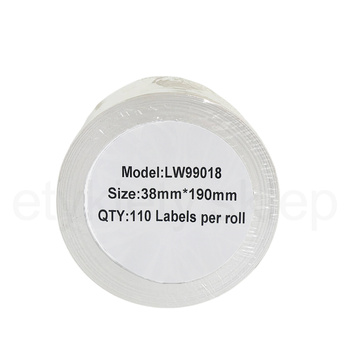 Model:LW99018
Size:38mm*190mm
QTY:110 Labels per roll